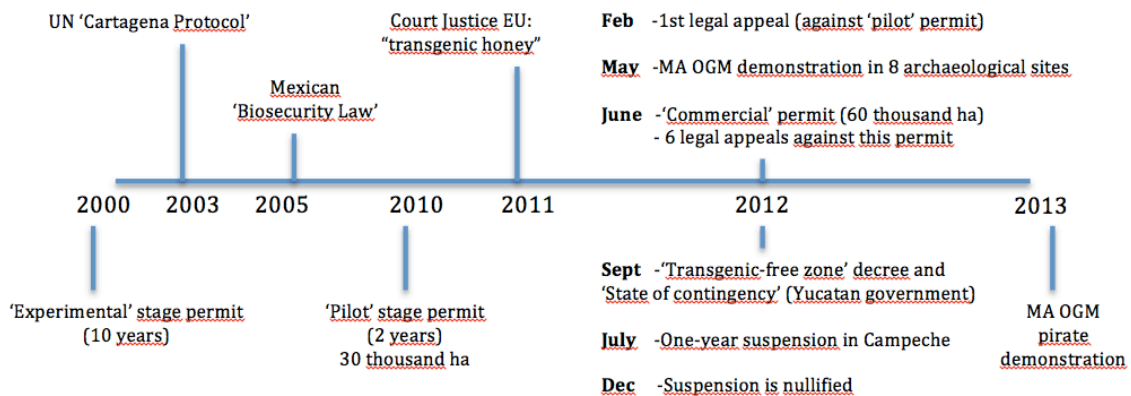 UN ‘Cartagena Protocol’
Mexican
‘Biosecurity Law’
Court Justice EU:
“transgenic honey”
Feb -1st legal appeal (against ‘pilot’ permit)
May -MA OGM demonstration in 8 archaeological sites
June -‘Commercial’ permit (60 thousand ha)
- 6 legal appeals against this permit
2000 2003 2005 2010 2011 2012 2013
‘Experimental’ stage permit
(10 years)
‘Pilot’ stage permit
(2 years)
30 thousand ha
Sept -‘Transgenic-free zone’ decree and
‘State of contingency’ (Yucatan government)
July -One-year suspension in Campeche
Dec -Suspension is nullified
MA OGM
pirate
demonstration